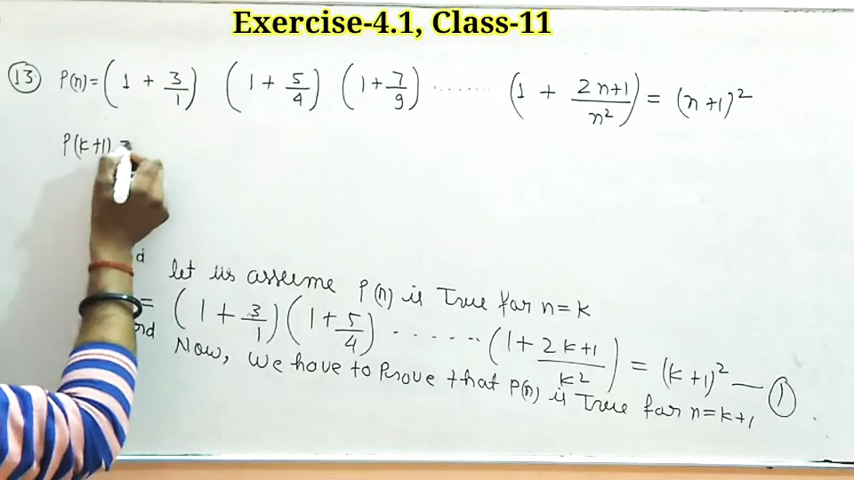 Exercise-4.1, Class-11
(13) P(n) = (1 + 3/1) (1 + 5/4) (1 + 7/9) ........ (1 + 2n+1/n²) = (n+1)²
P(k+1) =
d
let us assume P(n) is True for n=k
= (1 + 3/1) (1 + 5/4) ....... (1 + 2k+1/k²) = (k+1)² — (1)
rd Now, we have to Prove that P(n) is True for n=k+1